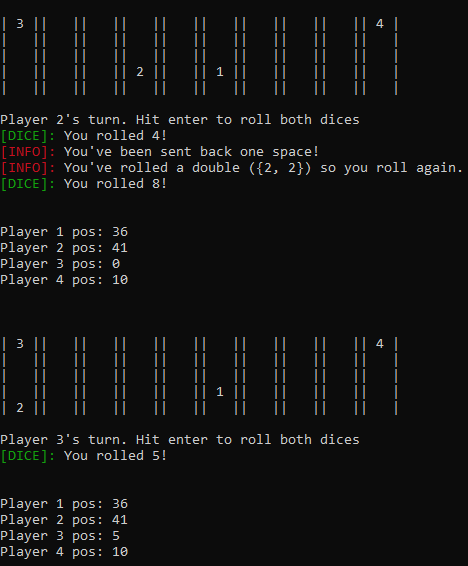 | 3 ||   ||   ||   ||   ||   ||   ||   ||   || 4 |
|   ||   ||   ||   ||   ||   ||   ||   ||   ||   |
|   ||   ||   ||   ||   ||   ||   ||   ||   ||   |
|   ||   ||   || 2 ||   || 1 ||   ||   ||   ||   |
|   ||   ||   ||   ||   ||   ||   ||   ||   ||   |
Player 2's turn. Hit enter to roll both dices
[DICE]: You rolled 4!
[INFO]: You've been sent back one space!
[INFO]: You've rolled a double ({2, 2}) so you roll again.
[DICE]: You rolled 8!
Player 1 pos: 36
Player 2 pos: 41
Player 3 pos: 0
Player 4 pos: 10
| 3 ||   ||   ||   ||   ||   ||   ||   ||   || 4 |
|   ||   ||   ||   ||   ||   ||   ||   ||   ||   |
|   ||   ||   ||   ||   ||   ||   ||   ||   ||   |
|   ||   ||   ||   ||   || 1 ||   ||   ||   ||   |
| 2 ||   ||   ||   ||   ||   ||   ||   ||   ||   |
Player 3's turn. Hit enter to roll both dices
[DICE]: You rolled 5!
Player 1 pos: 36
Player 2 pos: 41
Player 3 pos: 5
Player 4 pos: 10